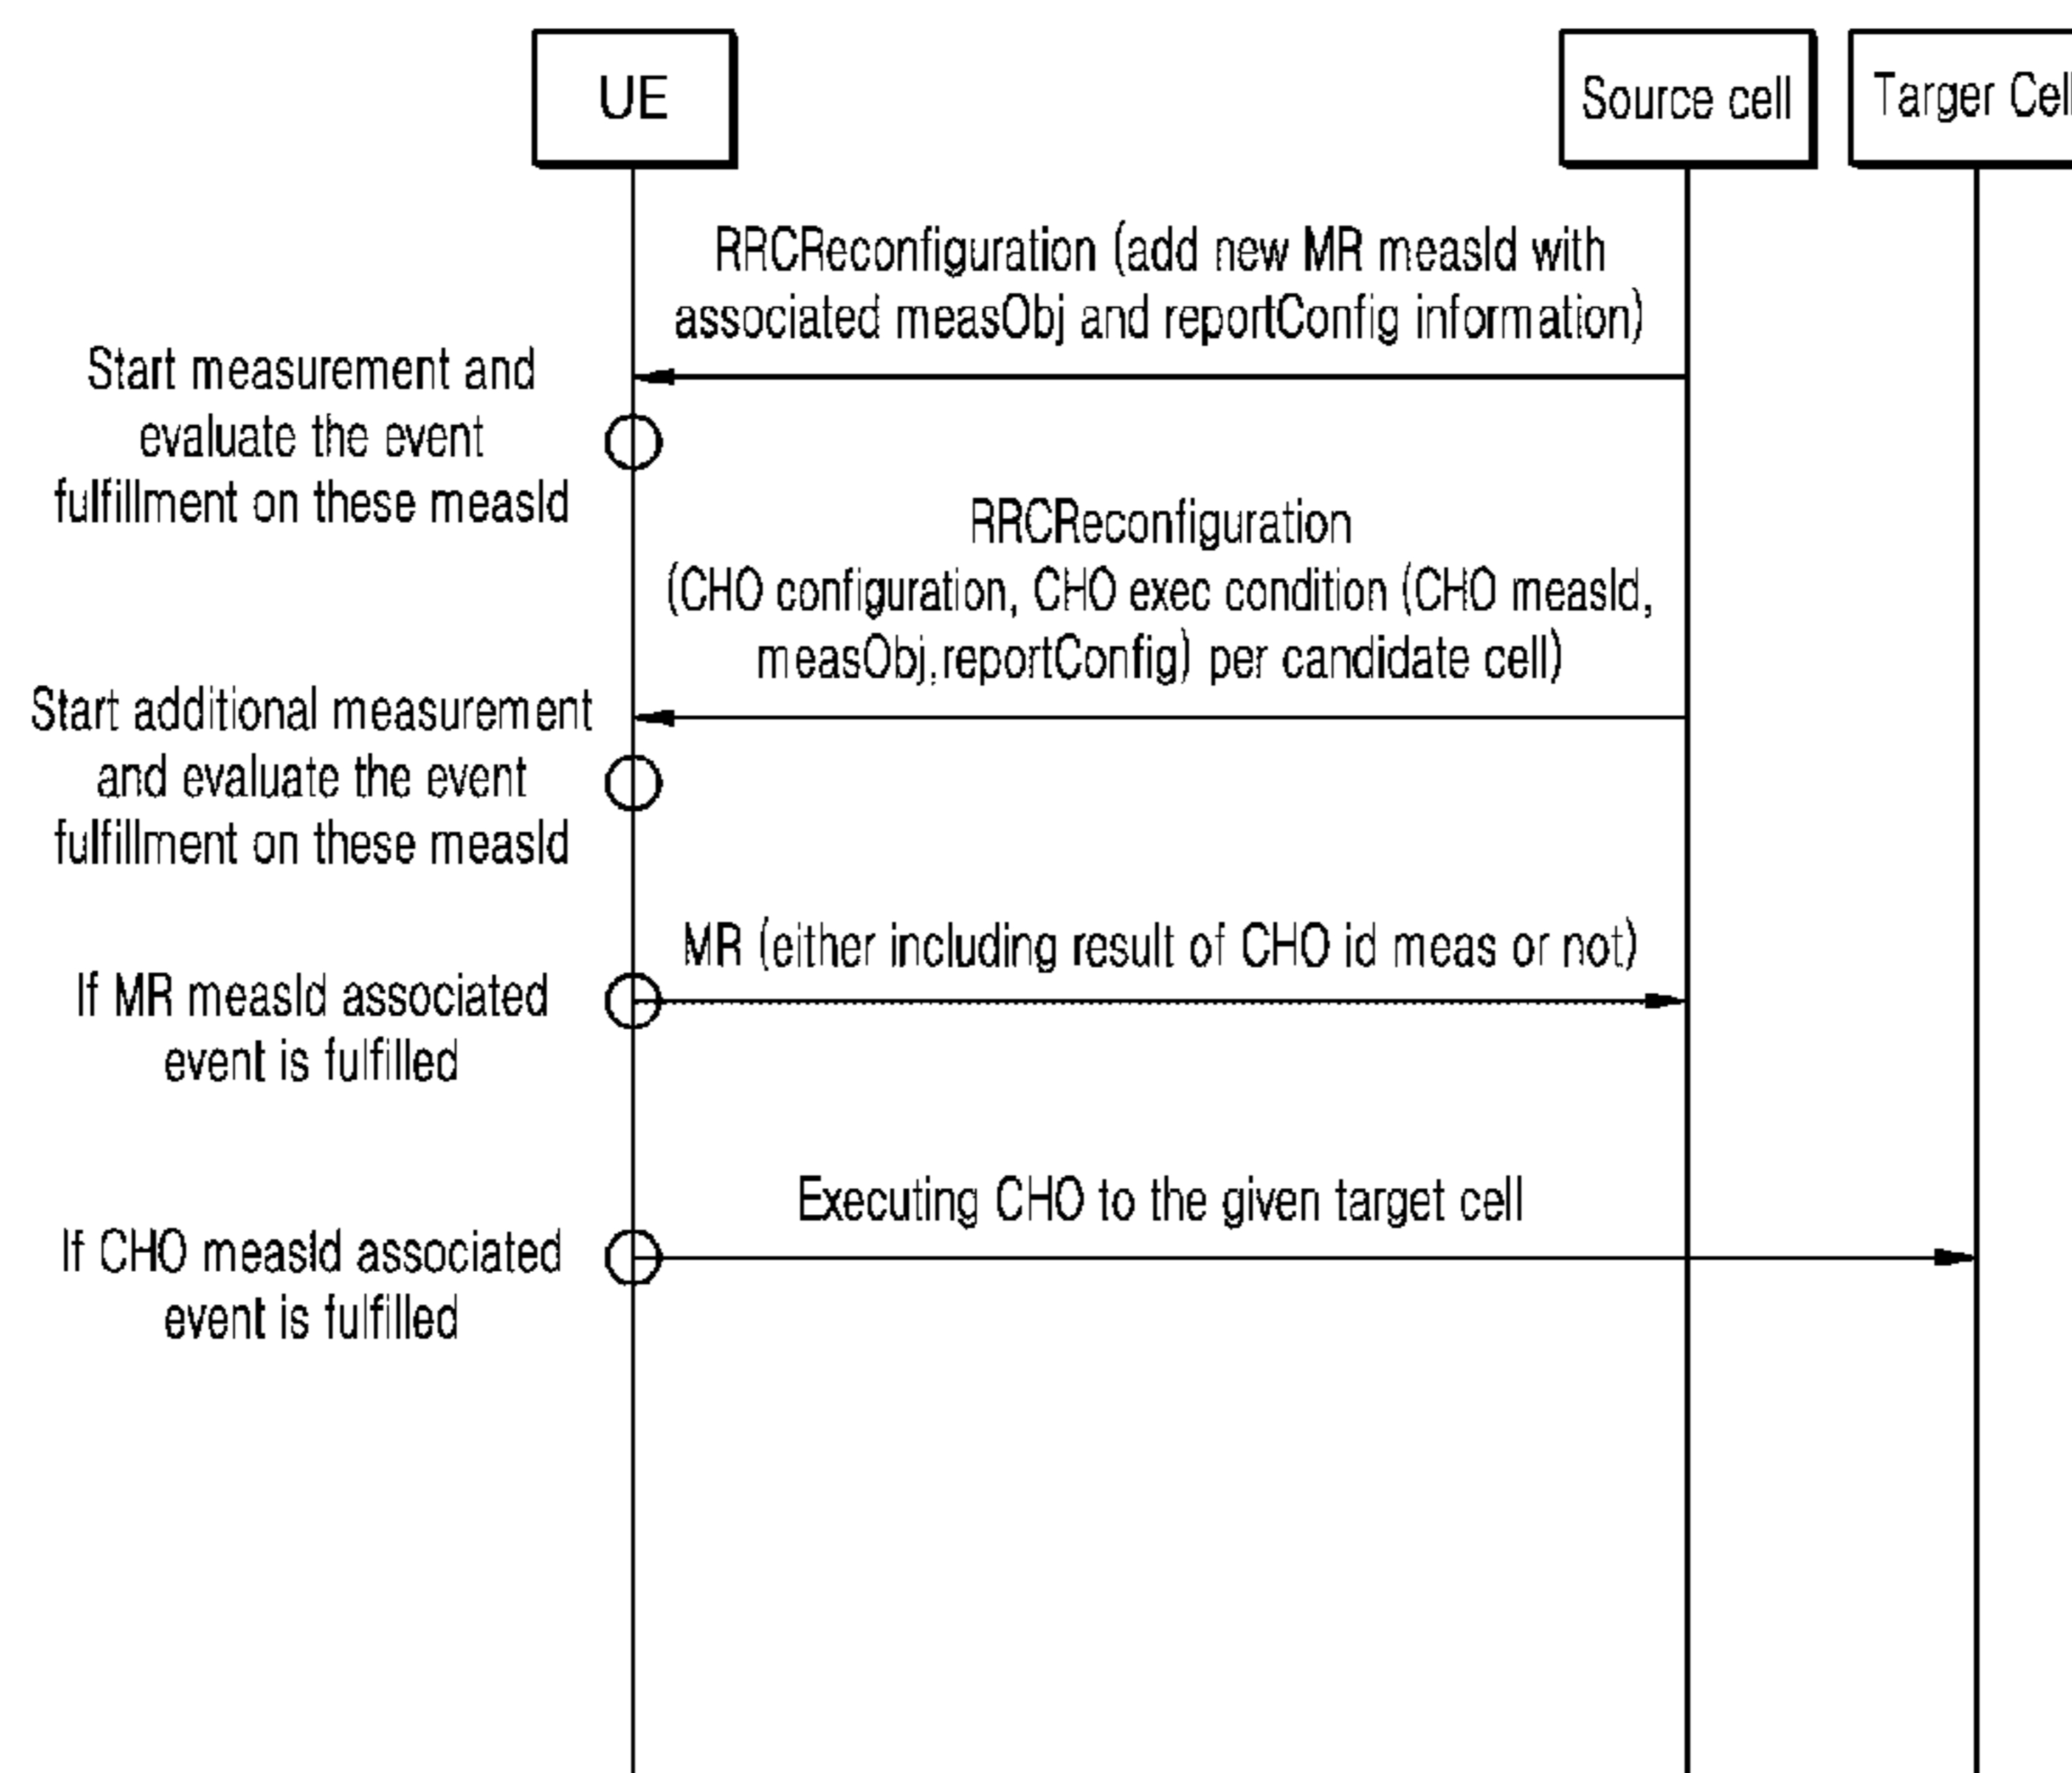 UE
Source cell
Targer Cell
RRCReconfiguration (add new MR measId with
associated measObj and reportConfig information)
Start measurement and
evaluate the event
fulfillment on these measId
RRCReconfiguration
(CHO configuration, CHO exec condition (CHO measId,
measObj,reportConfig) per candidate cell)
Start additional measurement
and evaluate the event
fulfillment on these measId
MR (either including result of CHO id meas or not)
If MR measId associated
event is fulfilled
Executing CHO to the given target cell
If CHO measId associated
event is fulfilled